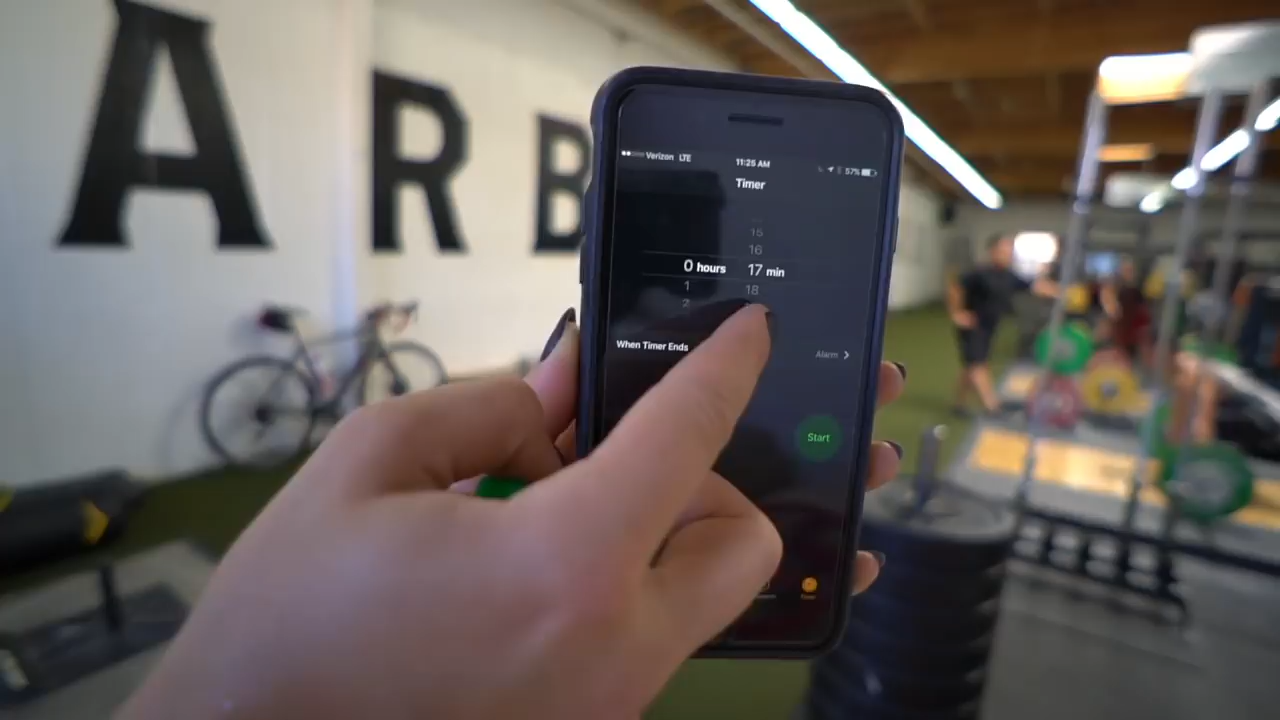 A R B
Verizon LTE 11:25 AM 57%
Timer
15
16
0 hours 17 min
1 18
2
When Timer Ends Alarm
Start